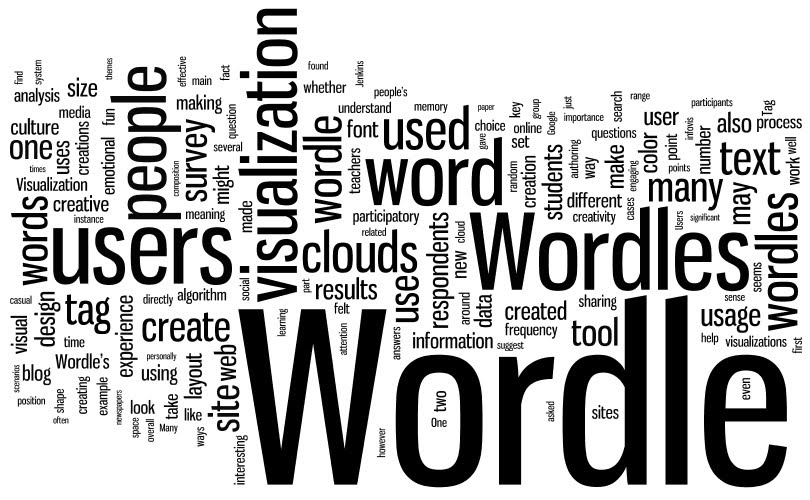 visualization
found
Jenkins
find
system
themes
effective
main
fact
whether
people's
analysis
size
people
making
question
understand
memory
paper
key
group
just
search
range
participants
Tag
media
fun
culture
creations
survey
several
wordle
font
used
choice
gave
online
set
Google
importance
questions
user
infovis
also
process
one
times
uses
emotional
composition
might
teachers
word
random
creation
students
authoring
way
engaging
make
color
point
points
number
text
work
well
Visualization
creative
instance
meaning
made
participatory
related
different
creativity
cases
many
Users
significant
may
words
users
clouds
respondents
cloud
new
Wordles
seems
wordles
casual
tag
directly
algorithm
social
part
results
use
around
data
created
sharing
sense
visual
design
time
experience
create
learning
felt
attention
answers
information
suggest
frequency
tool
usage
help
visualizations
first
scenarios
blog
Wordle's
personally
using
layout
site
web
Wordle
position
shape
often
creating
example
newspapers
look
space
overall
take
Many
like
ways
interesting
however
two
One
asked
sites
even